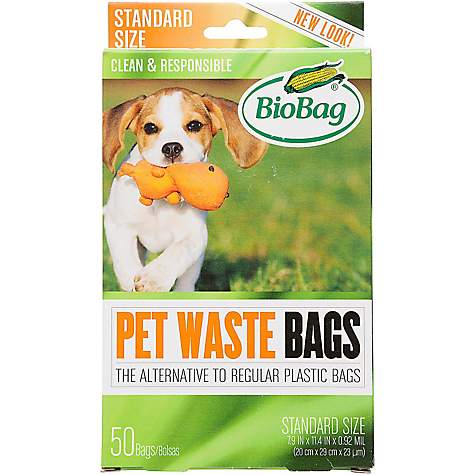 STANDARD
SIZE
NEW LOOK!
CLEAN & RESPONSIBLE
BioBag®
PET WASTE BAGS
THE ALTERNATIVE TO REGULAR PLASTIC BAGS
STANDARD SIZE
7.9 IN x 11.4 IN x 0.92 MIL
(20 cm x 29 cm x 23 µm)
50 Bags/Bolsas